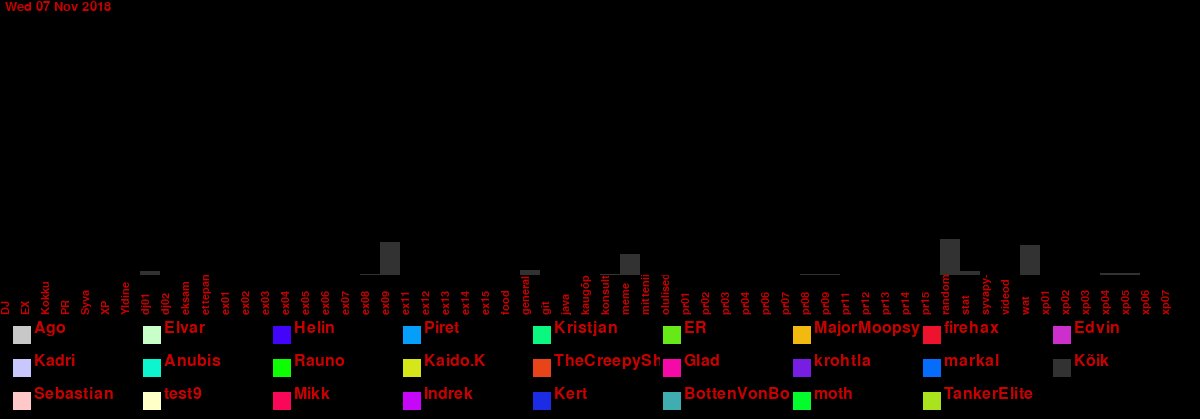 Wed 07 Nov 2018
DJ EX Kokku PR Syva XP Yldine dj01 dj02 eksam ettepan ex01 ex02 ex03 ex04 ex05 ex06 ex07 ex08 ex09 ex11 ex12 ex13 ex14 ex15 food general git java kaugõp konsult meme mittenii olulised pr01 pr02 pr03 pr04 pr06 pr07 pr08 pr09 pr11 pr12 pr13 pr14 pr15 random stat syvapy- videod wat xp01 xp02 xp03 xp04 xp05 xp06 xp07
Ago Elvar Helin Piret Kristjan ER MajorMoopsy firehax Edvin
Kadri Anubis Rauno Kaido.K TheCreepySh Glad krohtla markal Kõik
Sebastian test9 Mikk Indrek Kert BottenVonBo moth TankerElite